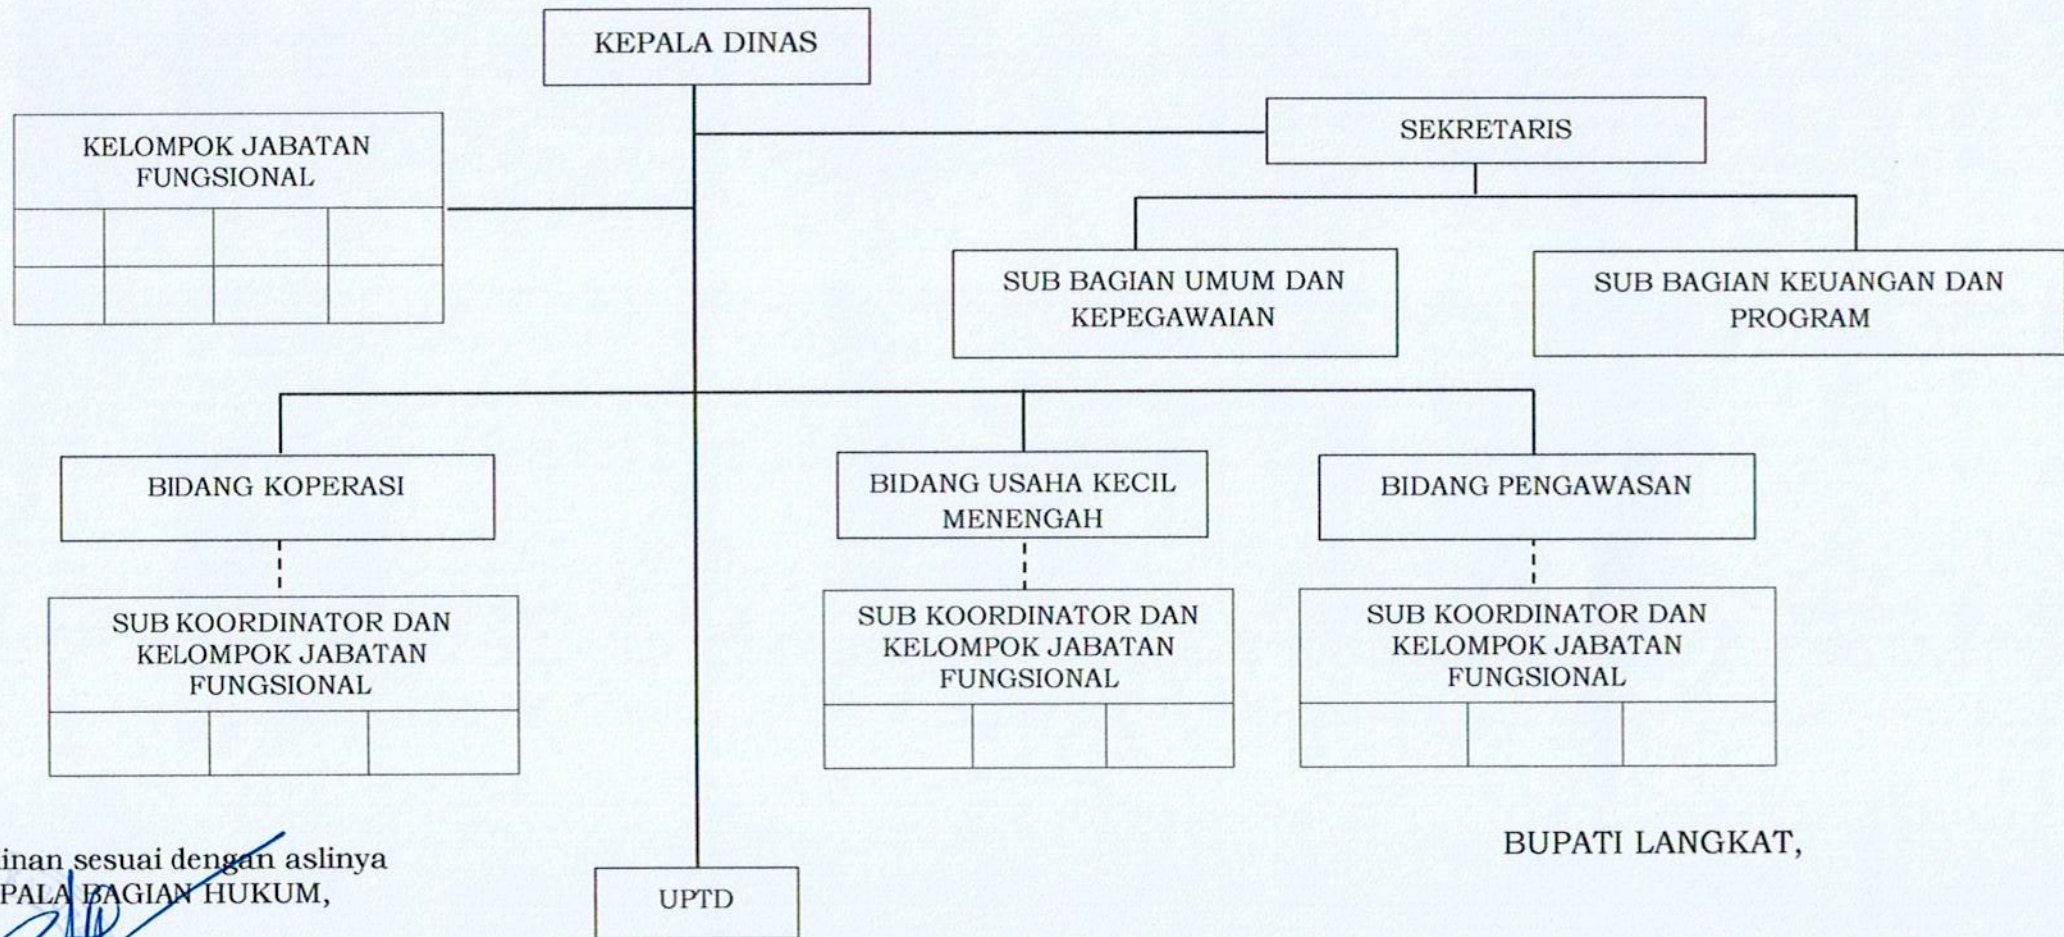 KEPALA DINAS
KELOMPOK JABATAN
FUNGSIONAL
SEKRETARIS
SUB BAGIAN UMUM DAN
KEPEGAWAIAN
SUB BAGIAN KEUANGAN DAN
PROGRAM
BIDANG KOPERASI
BIDANG USAHA KECIL
MENENGAH
BIDANG PENGAWASAN
SUB KOORDINATOR DAN
KELOMPOK JABATAN
FUNGSIONAL
SUB KOORDINATOR DAN
KELOMPOK JABATAN
FUNGSIONAL
SUB KOORDINATOR DAN
KELOMPOK JABATAN
FUNGSIONAL
inan sesuai dengan aslinya
PALA BAGIAN HUKUM,
UPTD
BUPATI LANGKAT,